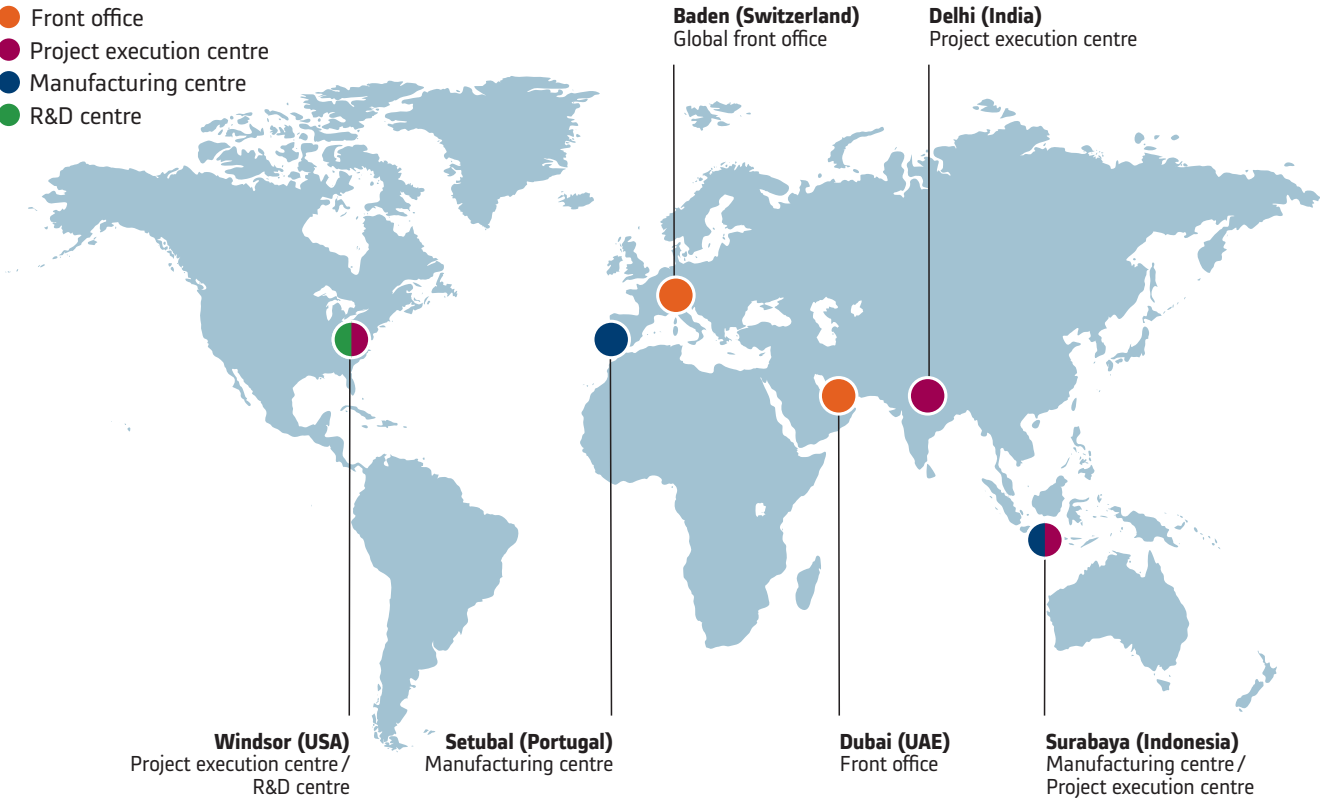 Front office
Project execution centre
Manufacturing centre
R&D centre
Baden (Switzerland)
Global front office
Delhi (India)
Project execution centre
Windsor (USA)
Project execution centre /
R&D centre
Setubal (Portugal)
Manufacturing centre
Dubai (UAE)
Front office
Surabaya (Indonesia)
Manufacturing centre /
Project execution centre